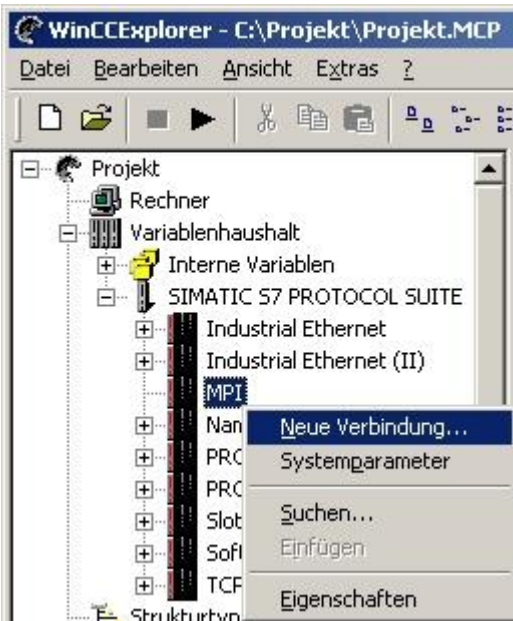 WinCCExplorer - C:\Projekt\Projekt.MCP
Datei Bearbeiten Ansicht Extras ?
Projekt
Rechner
Variablenhaushalt
Interne Variablen
SIMATIC S7 PROTOCOL SUITE
Industrial Ethernet
Industrial Ethernet (II)
MPI
Neue Verbindung...
Systemparameter
Suchen...
Einfügen
Eigenschaften